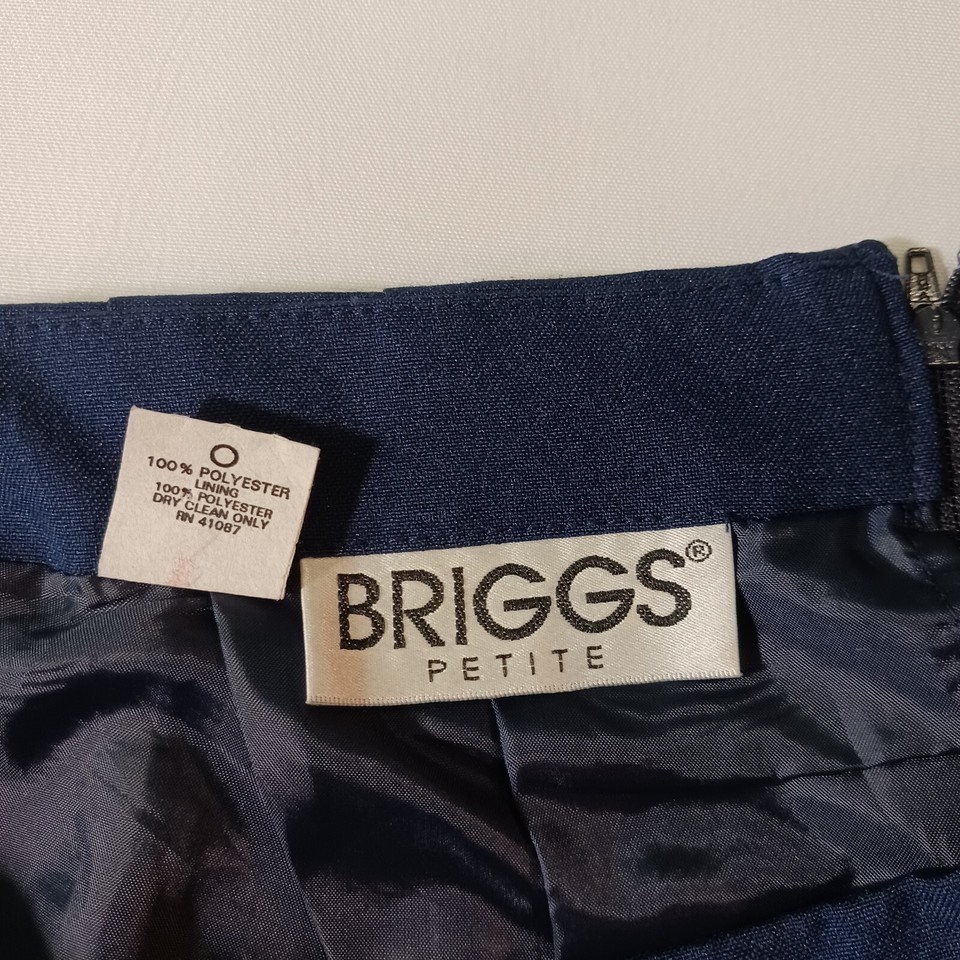 O
100% POLYESTER
LINING
100% POLYESTER
DRY CLEAN ONLY
RN 41087
BRIGGS®
PETITE